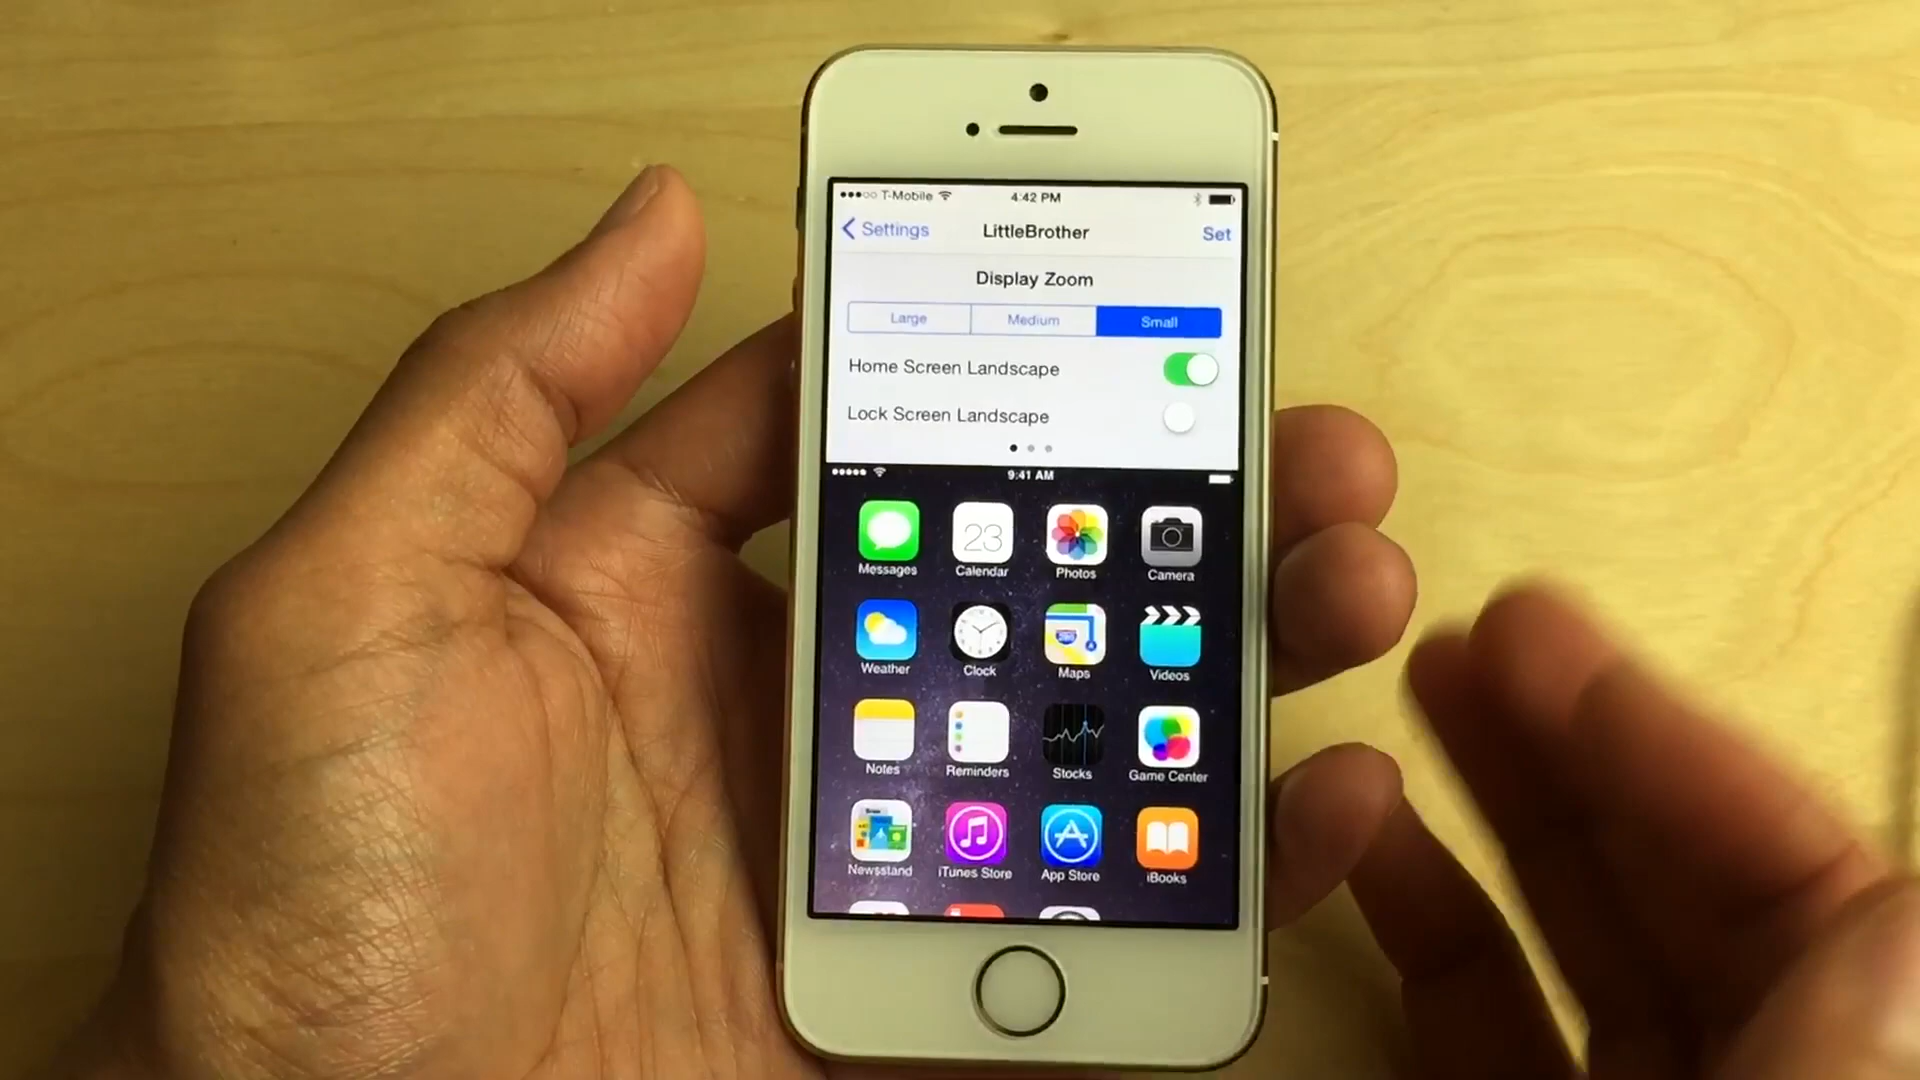 T-Mobile 4:42 PM
Settings LittleBrother Set
Display Zoom
Large Medium Small
Home Screen Landscape
Lock Screen Landscape
9:41 AM
23
Messages Calendar Photos Camera
280
Weather Clock Maps Videos
Notes Reminders Stocks Game Center
Newsstand iTunes Store App Store iBooks